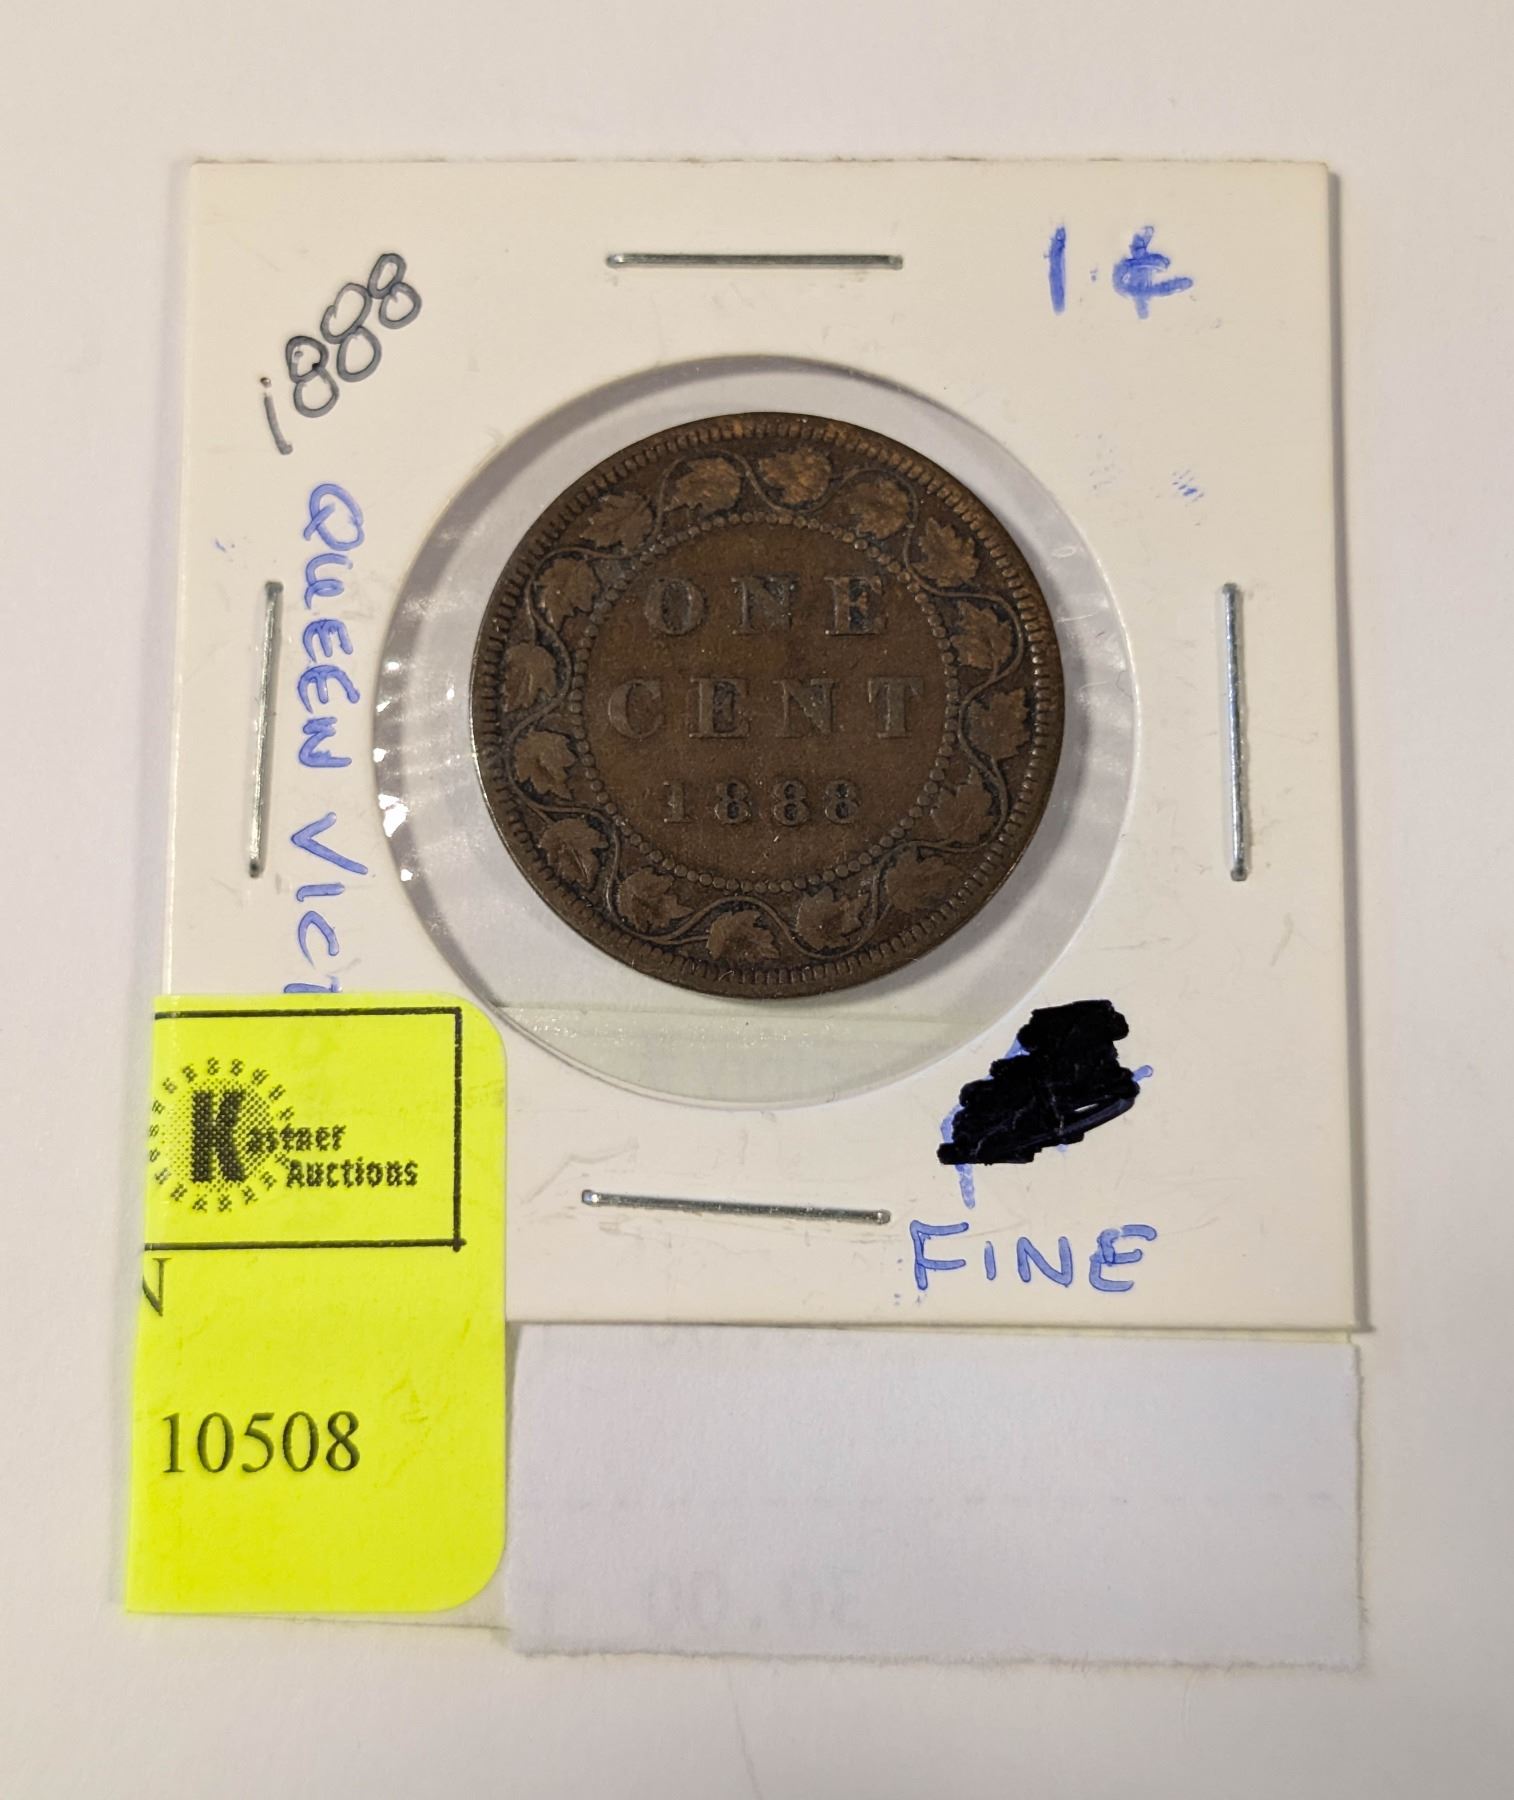 1888
1¢
QUEEN VICT
ONE
CENT
1888
FINE
Kastner
Auctions
N
10508